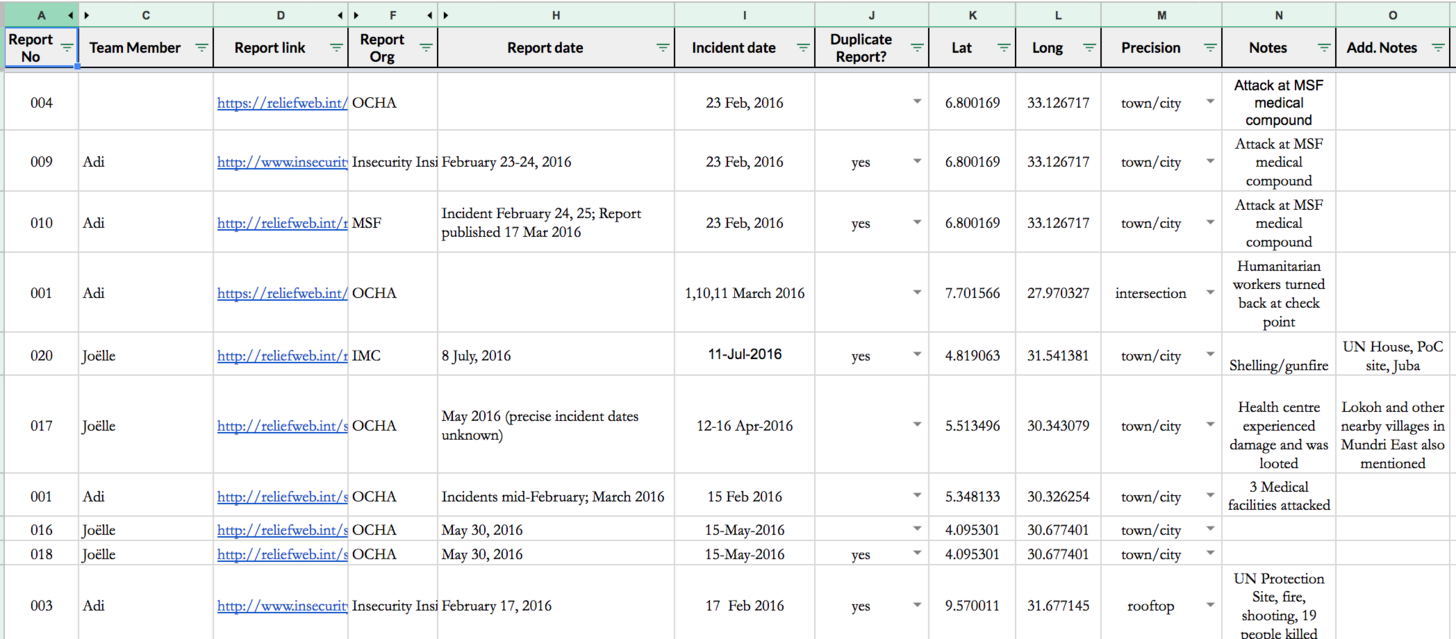 A C D F H I J K L M N O
Report No Team Member Report link Report Org Report date Incident date Duplicate Report? Lat Long Precision Notes Add. Notes
004 https://reliefweb.int/ OCHA 23 Feb, 2016 6.800169 33.126717 town/city Attack at MSF medical compound
009 Adi http://www.insecurit Insecurity Insi February 23-24, 2016 23 Feb, 2016 yes 6.800169 33.126717 town/city Attack at MSF medical compound
010 Adi http://reliefweb.int/r MSF Incident February 24, 25; Report published 17 Mar 2016 23 Feb, 2016 yes 6.800169 33.126717 town/city Attack at MSF medical compound
001 Adi https://reliefweb.int/ OCHA 1,10,11 March 2016 7.701566 27.970327 intersection Humanitarian workers turned back at check point
020 Joëlle http://reliefweb.int/r IMC 8 July, 2016 11-Jul-2016 yes 4.819063 31.541381 town/city Shelling/gunfire UN House, PoC site, Juba
017 Joëlle http://reliefweb.int/s OCHA May 2016 (precise incident dates unknown) 12-16 Apr-2016 5.513496 30.343079 town/city Health centre experienced damage and was looted Lokoh and other nearby villages in Mundri East also mentioned
001 Adi http://reliefweb.int/s OCHA Incidents mid-February; March 2016 15 Feb 2016 5.348133 30.326254 town/city 3 Medical facilities attacked
016 Joëlle http://reliefweb.int/s OCHA May 30, 2016 15-May-2016 4.095301 30.677401 town/city
018 Joëlle http://reliefweb.int/s OCHA May 30, 2016 15-May-2016 yes 4.095301 30.677401 town/city
003 Adi http://www.insecurit Insecurity Insi February 17, 2016 17 Feb 2016 yes 9.570011 31.677145 rooftop UN Protection Site, fire, shooting, 19 people killed